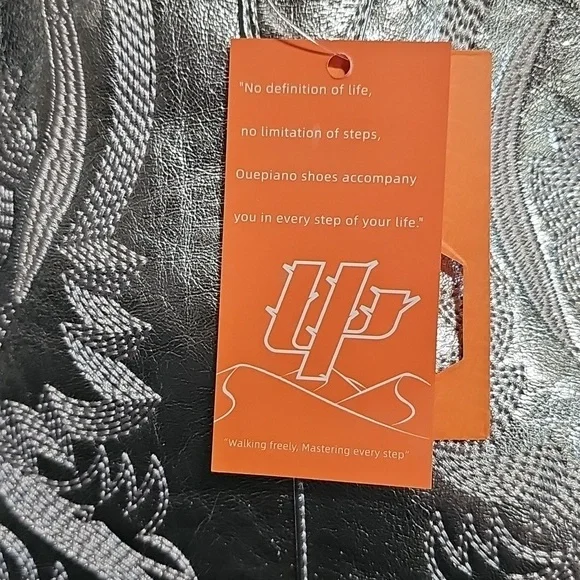 "No definition of life,
no limitation of steps,
Ouepiano shoes accompany
you in every step of your life."
UP
"Walking freely, Mastering every step"